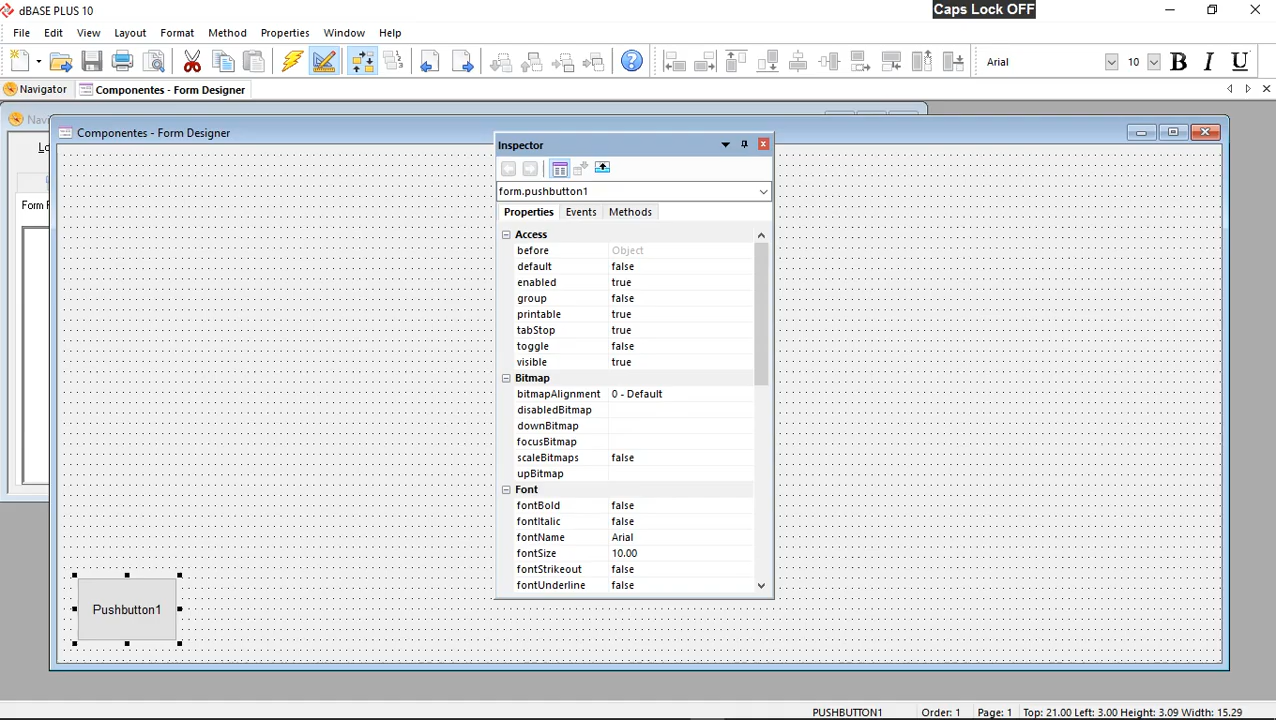 dBASE PLUS 10
Caps Lock OFF
File Edit View Layout Format Method Properties Window Help
Arial 10 B I U
Navigator Componentes - Form Designer
Componentes - Form Designer
Form
Inspector
form.pushbutton1
Properties Events Methods
Access
before Object
default false
enabled true
group false
printable true
tabStop true
toggle false
visible true
Bitmap
bitmapAlignment 0 - Default
disabledBitmap
downBitmap
focusBitmap
scaleBitmaps false
upBitmap
Font
fontBold false
fontItalic false
fontName Arial
fontSize 10.00
fontStrikeout false
fontUnderline false
Pushbutton1
PUSHBUTTON1 Order: 1 Page: 1 Top: 21.00 Left: 3.00 Height: 3.09 Width: 15.29